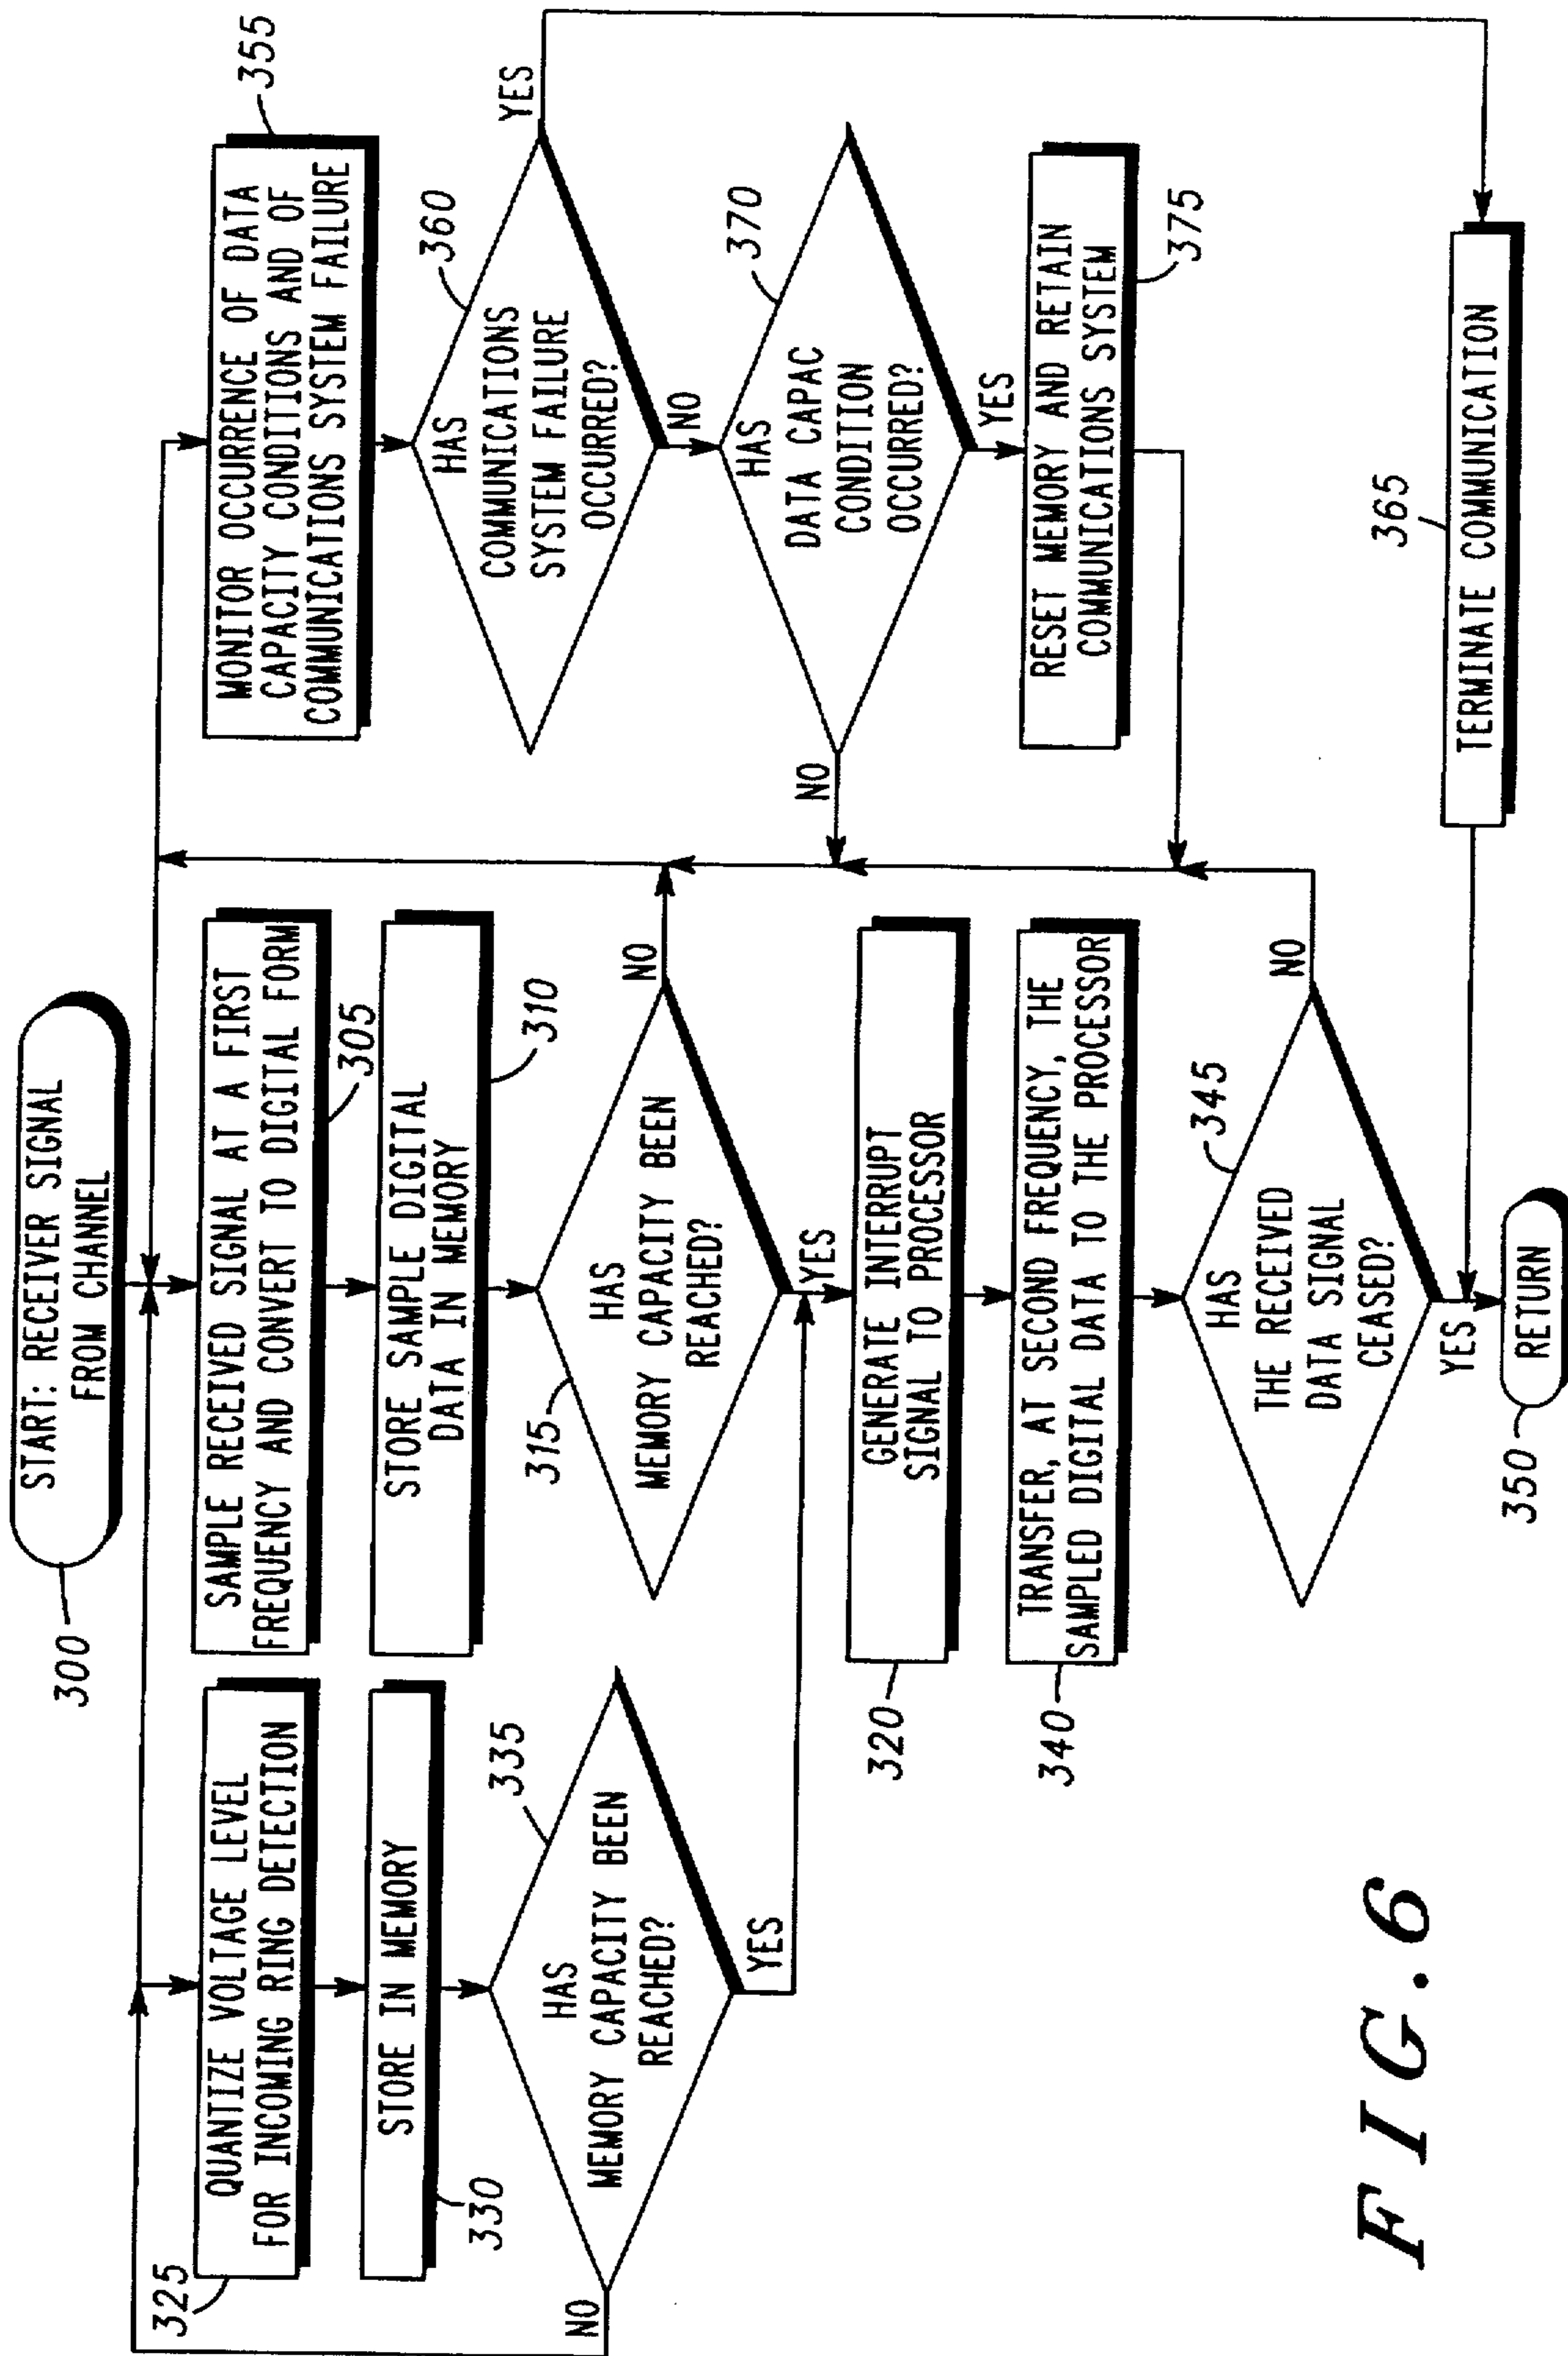 300
START: RECEIVER SIGNAL
FROM CHANNEL
325
QUANTIZE VOLTAGE LEVEL
FOR INCOMING RING DETECTION
330
STORE IN MEMORY
335
HAS
MEMORY CAPACITY BEEN
REACHED?
NO
YES
SAMPLE RECEIVED SIGNAL AT A FIRST
FREQUENCY AND CONVERT TO DIGITAL FORM
305
STORE SAMPLE DIGITAL
DATA IN MEMORY
310
315
HAS
MEMORY CAPACITY BEEN
REACHED?
NO
YES
GENERATE INTERRUPT
SIGNAL TO PROCESSOR
320
TRANSFER, AT SECOND FREQUENCY, THE
SAMPLED DIGITAL DATA TO THE PROCESSOR
340
345
HAS
THE RECEIVED
DATA SIGNAL
CEASED?
NO
YES
RETURN
350
MONITOR OCCURRENCE OF DATA
CAPACITY CONDITIONS AND OF
COMMUNICATIONS SYSTEM FAILURE
355
360
HAS
COMMUNICATIONS
SYSTEM FAILURE
OCCURRED?
YES
NO
370
HAS
DATA CAPAC
CONDITION
OCCURRED?
NO
YES
RESET MEMORY AND RETAIN
COMMUNICATIONS SYSTEM
375
365
TERMINATE COMMUNICATION
FIG.6